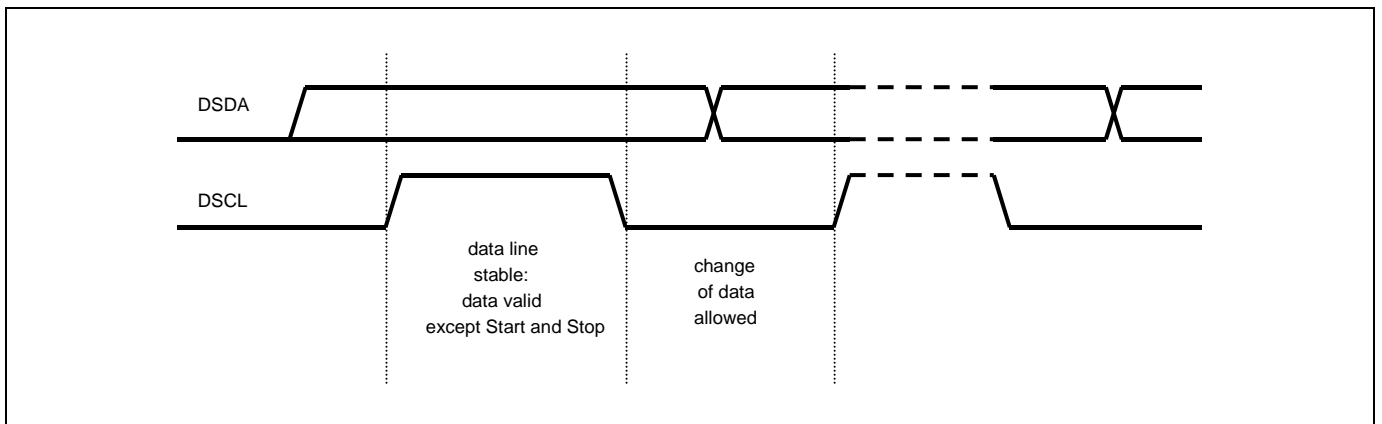 DSDA
DSCL
data line
stable:
data valid
except Start and Stop
change
of data
allowed